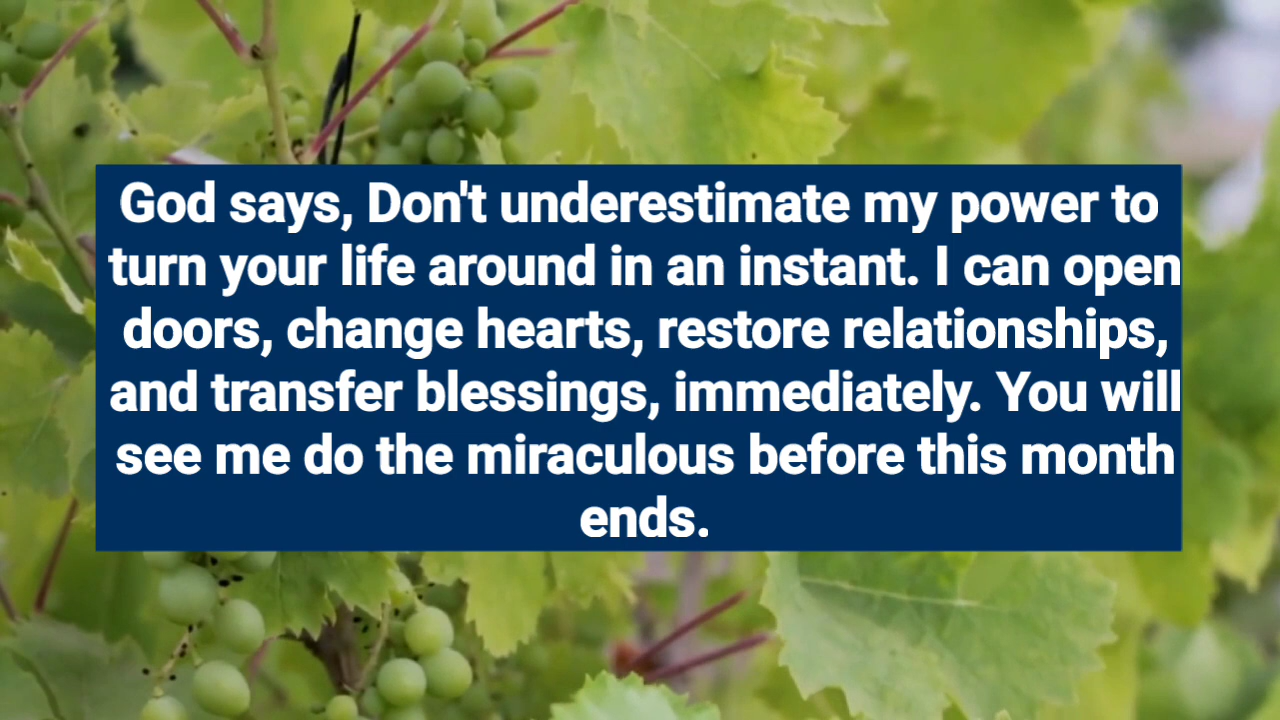 God says, Don't underestimate my power to
turn your life around in an instant. I can open
doors, change hearts, restore relationships,
and transfer blessings, immediately. You will
see me do the miraculous before this month
ends.